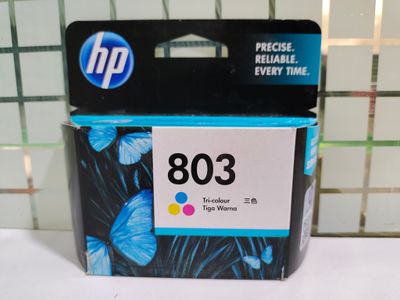 hp
PRECISE.
RELIABLE.
EVERY TIME.
803
Tri-colour 三色
Tiga Warna